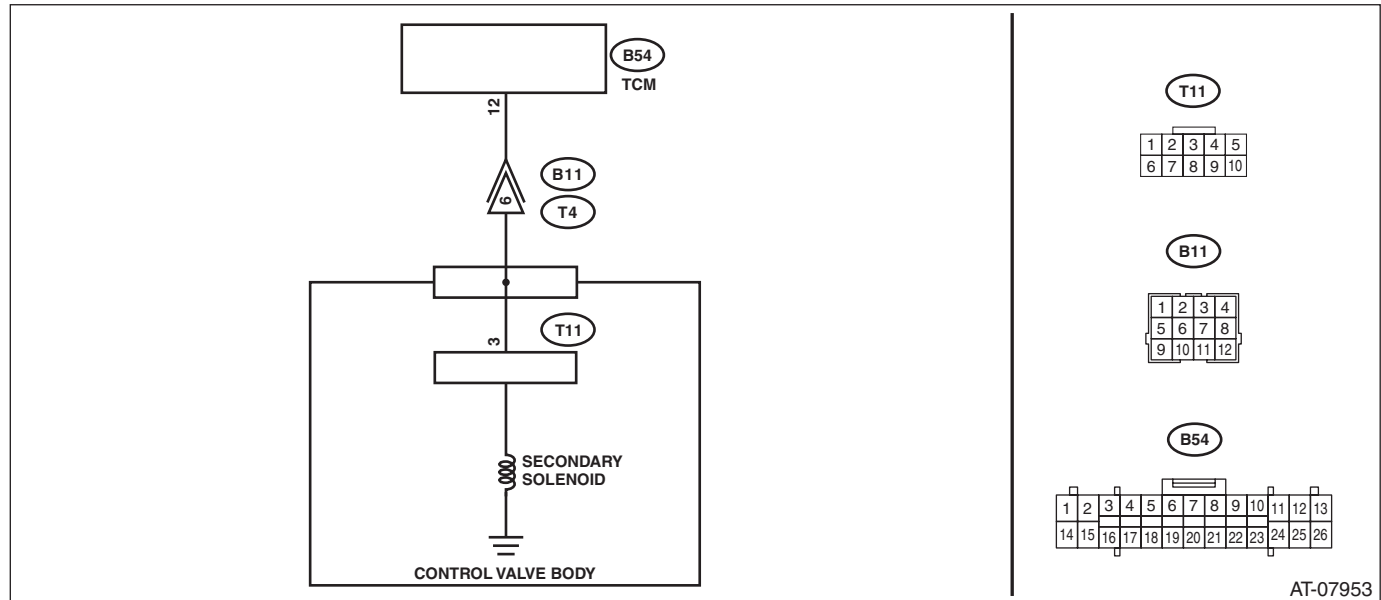 B54
TCM
12
B11
6
T4
T11
3
SECONDARY
SOLENOID
CONTROL VALVE BODY
T11
1 2 3 4 5
6 7 8 9 10
B11
1 2 3 4
5 6 7 8
9 10 11 12
B54
1 2 3 4 5 6 7 8 9 10 11 12 13
14 15 16 17 18 19 20 21 22 23 24 25 26
AT-07953